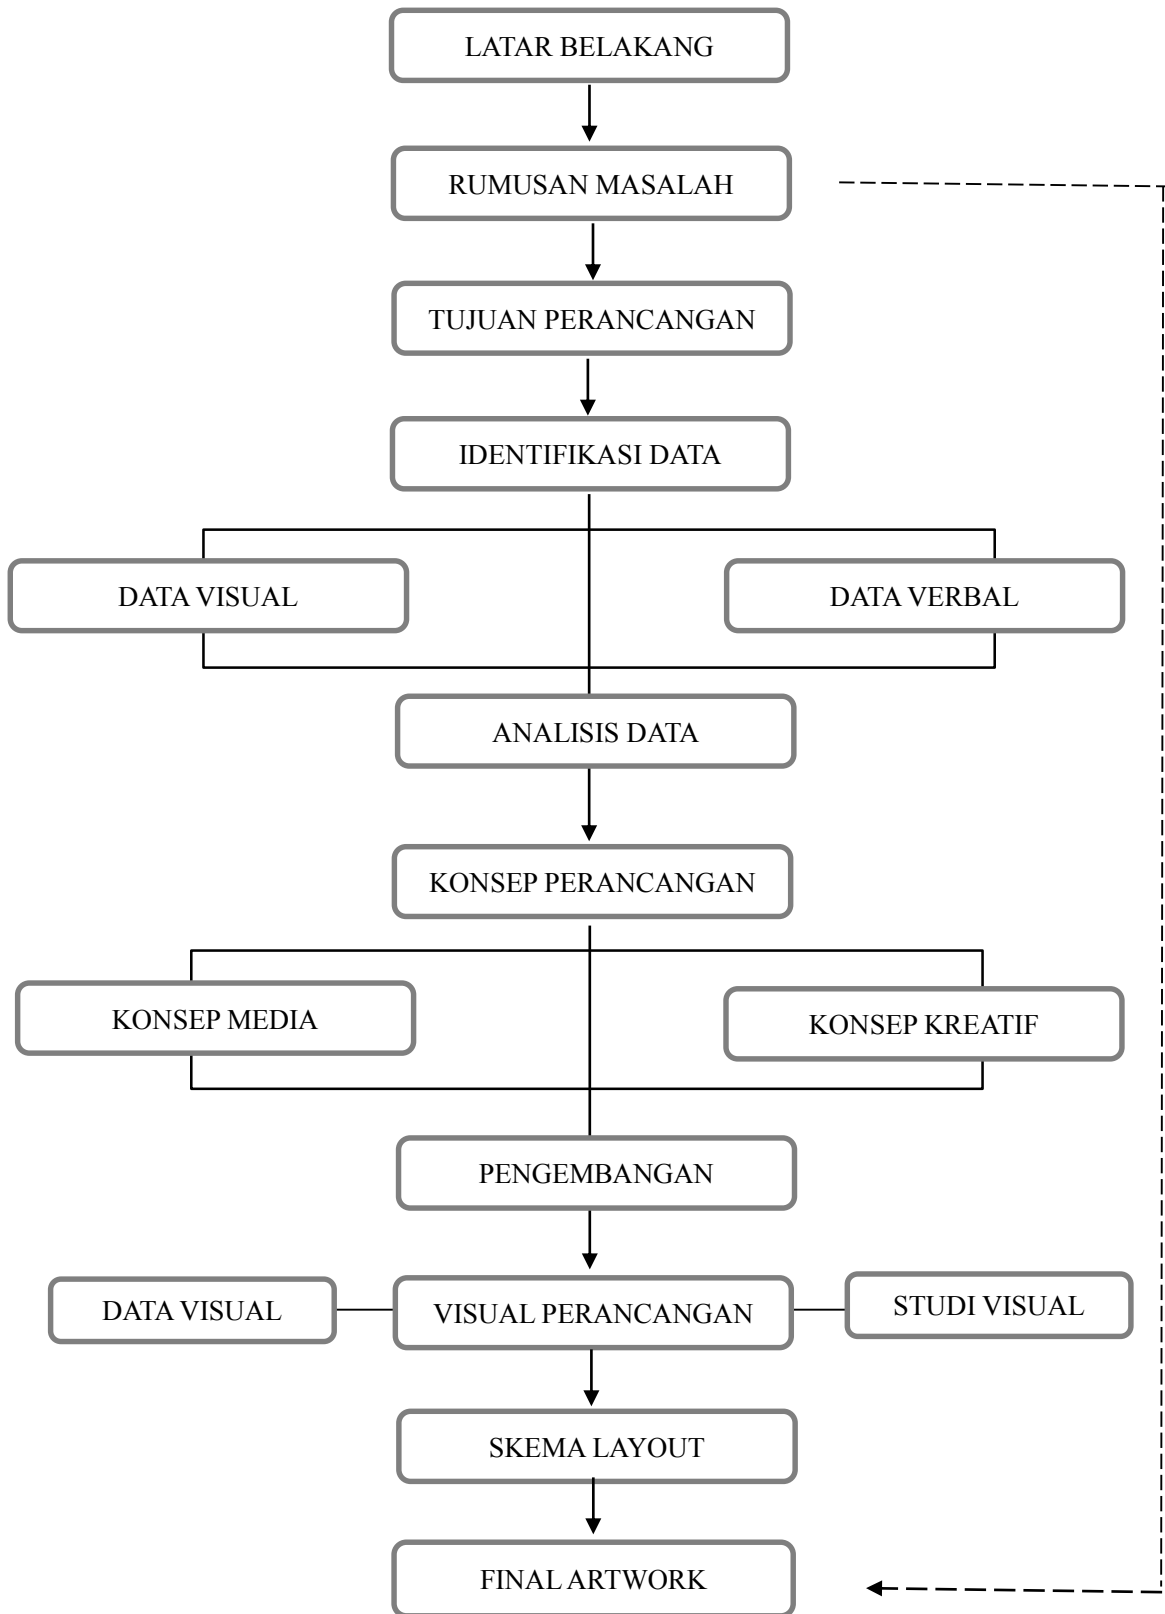 LATAR BELAKANG
RUMUSAN MASALAH
TUJUAN PERANCANGAN
IDENTIFIKASI DATA
DATA VISUAL
DATA VERBAL
ANALISIS DATA
KONSEP PERANCANGAN
KONSEP MEDIA
KONSEP KREATIF
PENGEMBANGAN
DATA VISUAL
VISUAL PERANCANGAN
STUDI VISUAL
SKEMA LAYOUT
FINAL ARTWORK